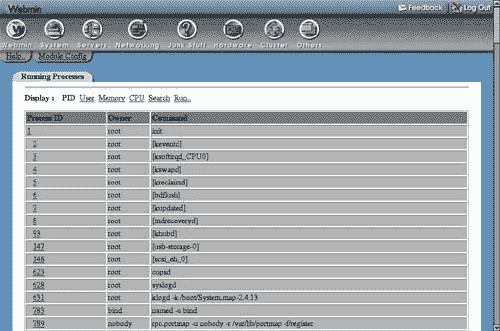 Webmin Feedback Log Out
Webmin System Servers Networking Junk Stuff Hardware Cluster Others
Help.. Module Config
Running Processes
Display : PID User Memory CPU Search Run..
Process ID Owner Command
1 root init
2 root [keventd]
3 root [ksoftirqd_CPU0]
4 root [kswapd]
5 root [kreclaimd]
6 root [bdflush]
7 root [kupdated]
8 root [mdrecoveryd]
93 root [khubd]
347 root [usb-storage-0]
348 root [scsi_eh_0]
623 root cupsd
628 root syslogd
631 root klogd -k /boot/System.map-2.4.13
783 bind named -u bind
789 nobody rpc.portmap -u nobody -r /var/lib/portmap -f/register